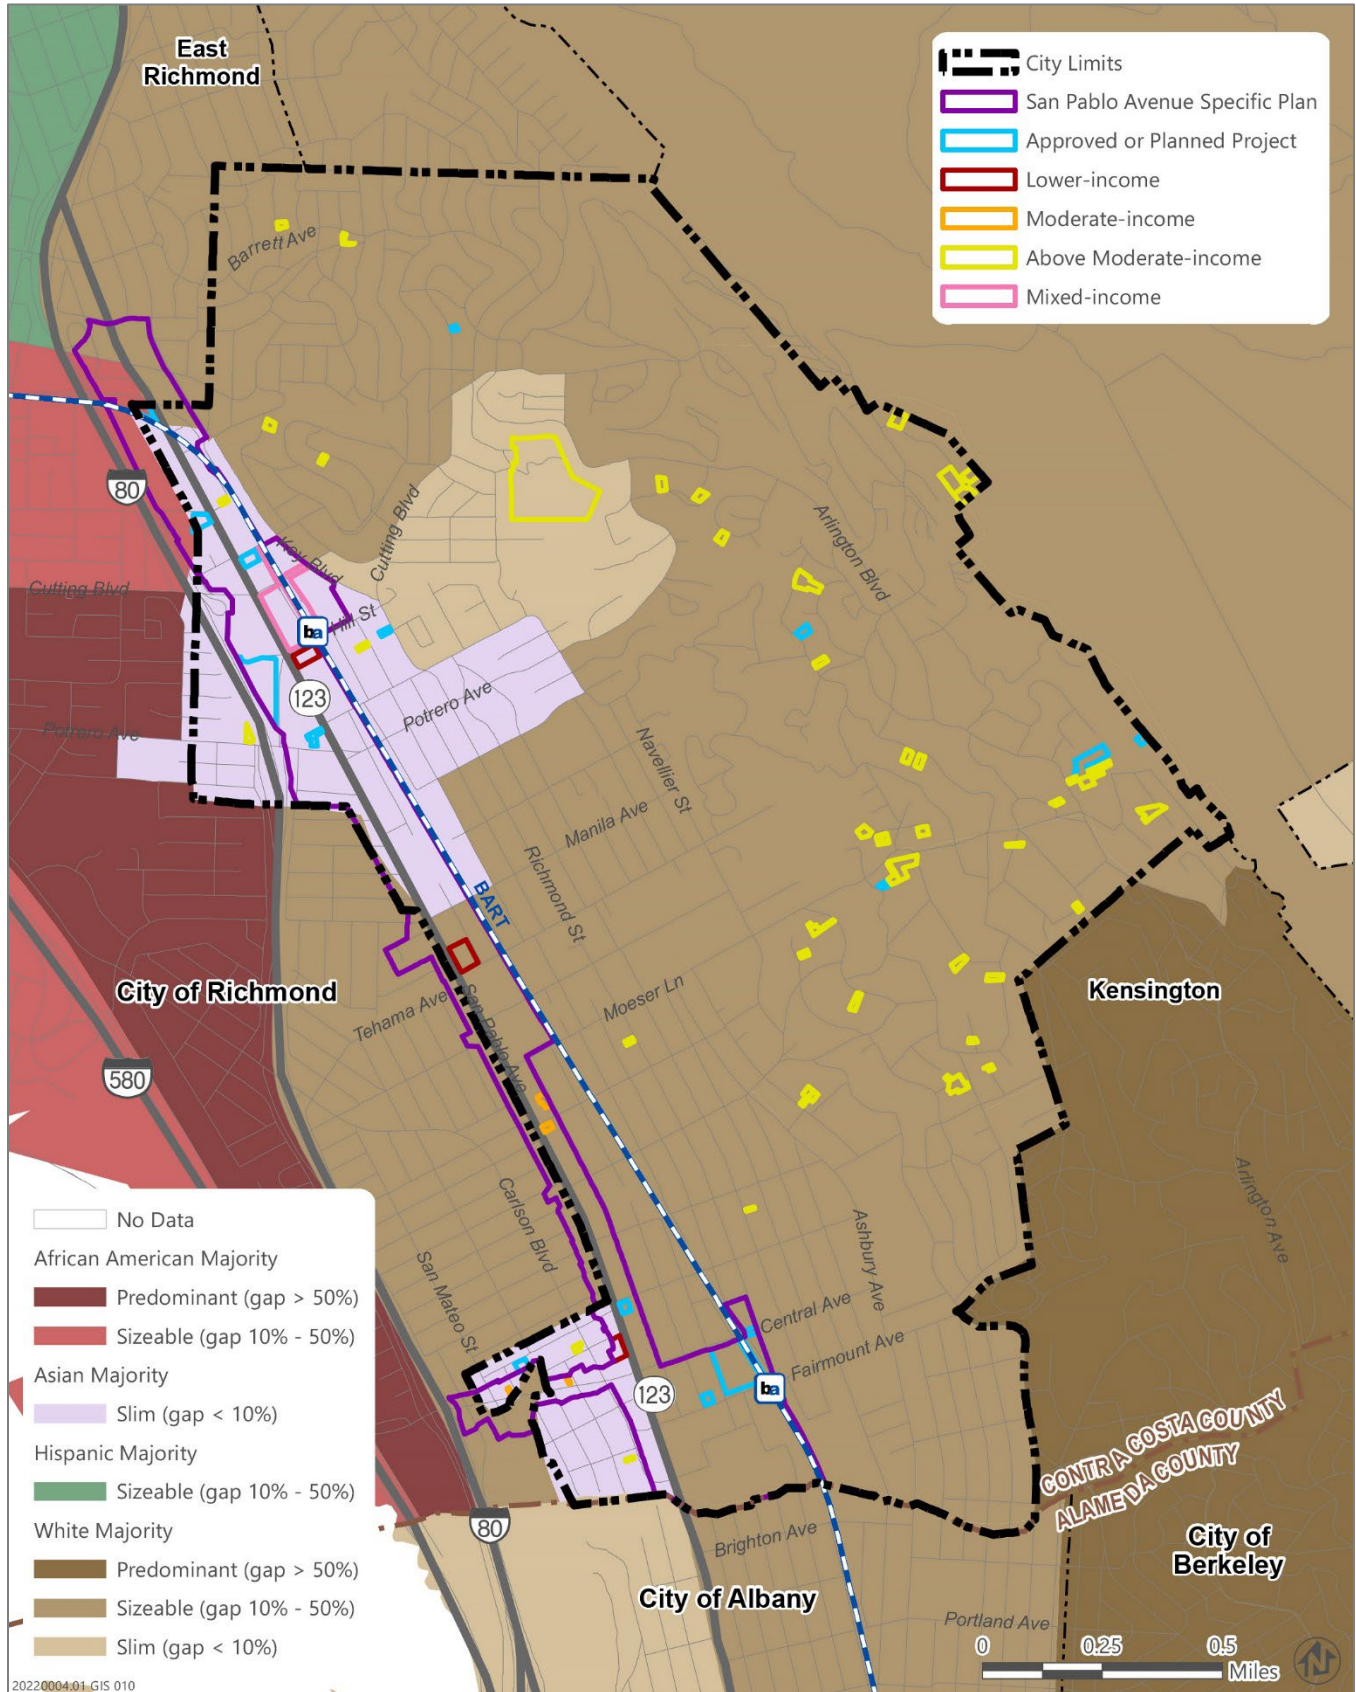 East
Richmond
City Limits
San Pablo Avenue Specific Plan
Approved or Planned Project
Lower-income
Moderate-income
Above Moderate-income
Mixed-income
Barrett Ave
80
Cutting Blvd
Key Blvd
Cutting Blvd
Arlington Blvd
Hill St
ba
123
Potrero Ave
Potrero Ave
Navellier St
Manila Ave
Richmond St
BART
City of Richmond
Tehama Ave
San Pablo Ave
Moeser Ln
Kensington
580
Carlson Blvd
San Mateo St
Ashbury Ave
Arlington Ave
Central Ave
Fairmount Ave
123
ba
No Data
African American Majority
Predominant (gap > 50%)
Sizeable (gap 10% - 50%)
Asian Majority
Slim (gap < 10%)
Hispanic Majority
Sizeable (gap 10% - 50%)
White Majority
Predominant (gap > 50%)
Sizeable (gap 10% - 50%)
Slim (gap < 10%)
80
CONTRA COSTA COUNTY
ALAMEDA COUNTY
Brighton Ave
City of
Berkeley
City of Albany
Portland Ave
0 0.25 0.5
Miles
N
20220004.01 GIS 010